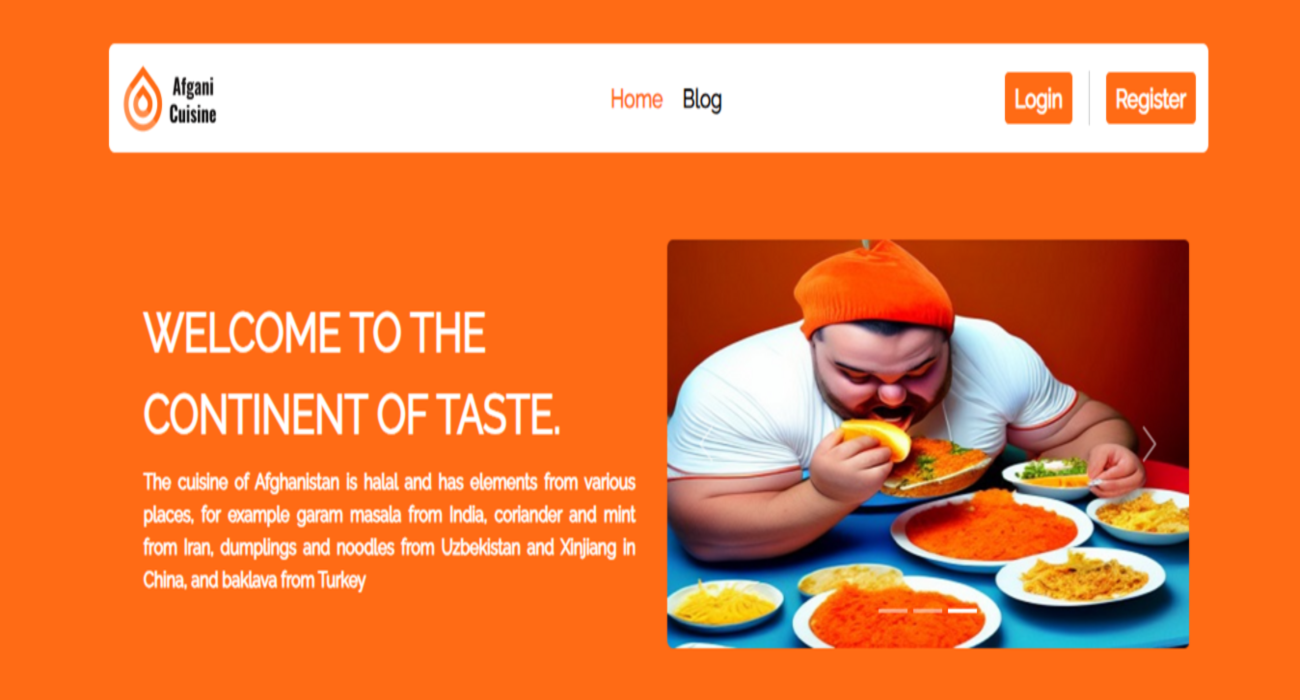 Afgani
Cuisine
Home
Blog
Login
Register
WELCOME TO THE
CONTINENT OF TASTE.
The cuisine of Afghanistan is halal and has elements from various
places, for example garam masala from India, coriander and mint
from Iran, dumplings and noodles from Uzbekistan and Xinjiang in
China, and baklava from Turkey